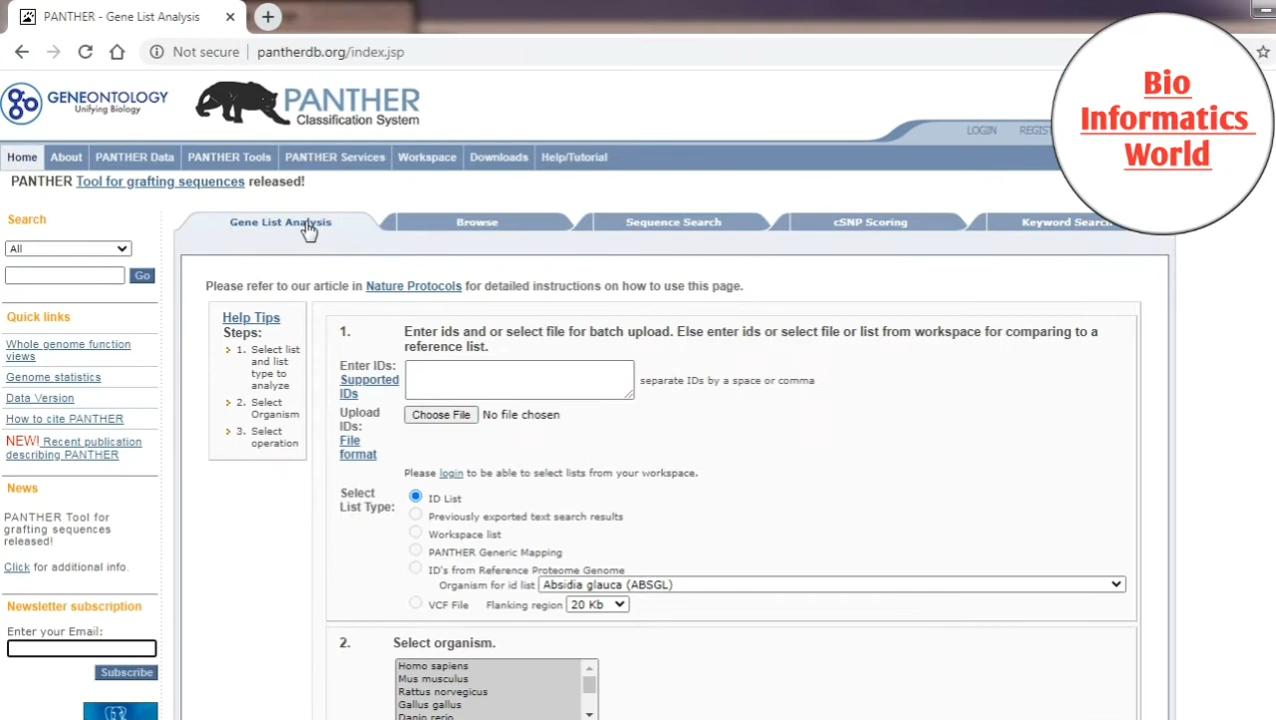 PANTHER - Gene List Analysis
Not secure pantherdb.org/index.jsp
GENEONTOLOGY
Unifying Biology
PANTHER
Classification System
Bio
Informatics
World
LOGIN
Home About PANTHER Data PANTHER Tools PANTHER Services Workspace Downloads Help/Tutorial
PANTHER Tool for grafting sequences released!
Search
All
Go
Quick links
Whole genome function
views
Genome statistics
Data Version
How to cite PANTHER
NEW! Recent publication
describing PANTHER
News
PANTHER Tool for
grafting sequences
released!
Click for additional info.
Newsletter subscription
Enter your Email:
Subscribe
Gene List Analysis Browse Sequence Search cSNP Scoring Keyword Search
Please refer to our article in Nature Protocols for detailed instructions on how to use this page.
Help Tips
Steps:
1. Select list
and list
type to
analyze
2. Select
Organism
3. Select
operation
1. Enter ids and or select file for batch upload. Else enter ids or select file or list from workspace for comparing to a
reference list.
Enter IDs:
Supported
IDs
separate IDs by a space or comma
Upload
IDs:
File
format
Choose File No file chosen
Please login to be able to select lists from your workspace.
Select
List Type:
ID List
Previously exported text search results
Workspace list
PANTHER Generic Mapping
ID's from Reference Proteome Genome
Organism for id list Absidia glauca (ABSGL)
VCF File Flanking region 20 Kb
2. Select organism.
Homo sapiens
Mus musculus
Rattus norvegicus
Gallus gallus
Danio rerio